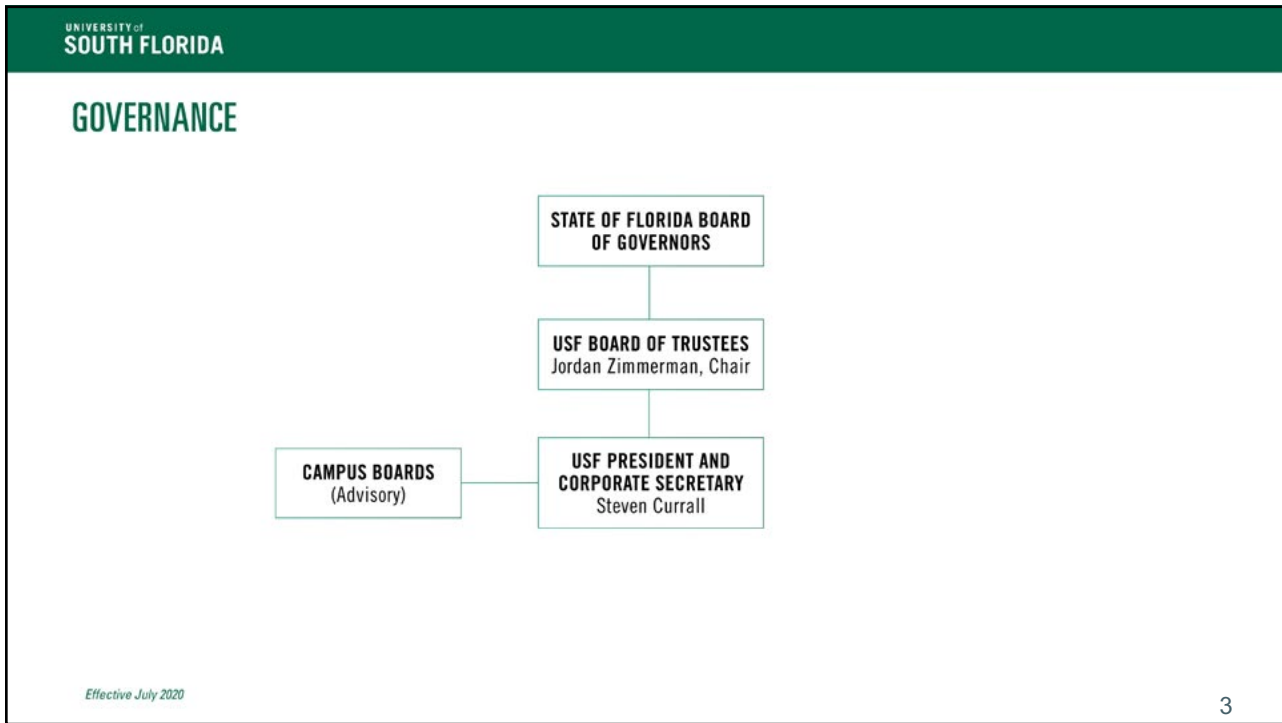 UNIVERSITY of
SOUTH FLORIDA
GOVERNANCE
STATE OF FLORIDA BOARD
OF GOVERNORS
USF BOARD OF TRUSTEES
Jordan Zimmerman, Chair
CAMPUS BOARDS
(Advisory)
USF PRESIDENT AND
CORPORATE SECRETARY
Steven Currall
Effective July 2020
3